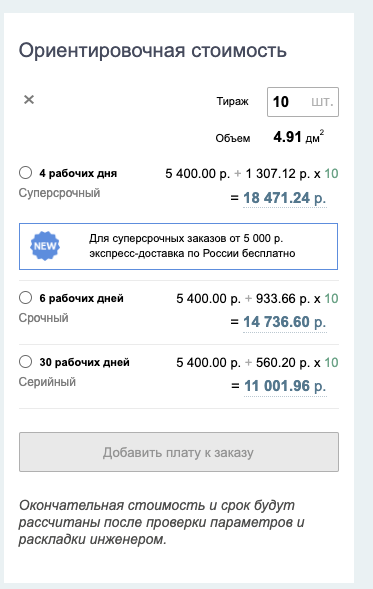 Ориентировочная стоимость
×
Тираж 10 шт.
Объем 4.91 дм²
4 рабочих дня 5 400.00 р. + 1 307.12 р. x 10
Суперсрочный
= 18 471.24 р.
NEW
Для суперсрочных заказов от 5 000 р.
экспресс-доставка по России бесплатно
6 рабочих дней 5 400.00 р. + 933.66 р. x 10
Срочный
= 14 736.60 р.
30 рабочих дней 5 400.00 р. + 560.20 р. x 10
Серийный
= 11 001.96 р.
Добавить плату к заказу
Окончательная стоимость и срок будут
рассчитаны после проверки параметров и
раскладки инженером.